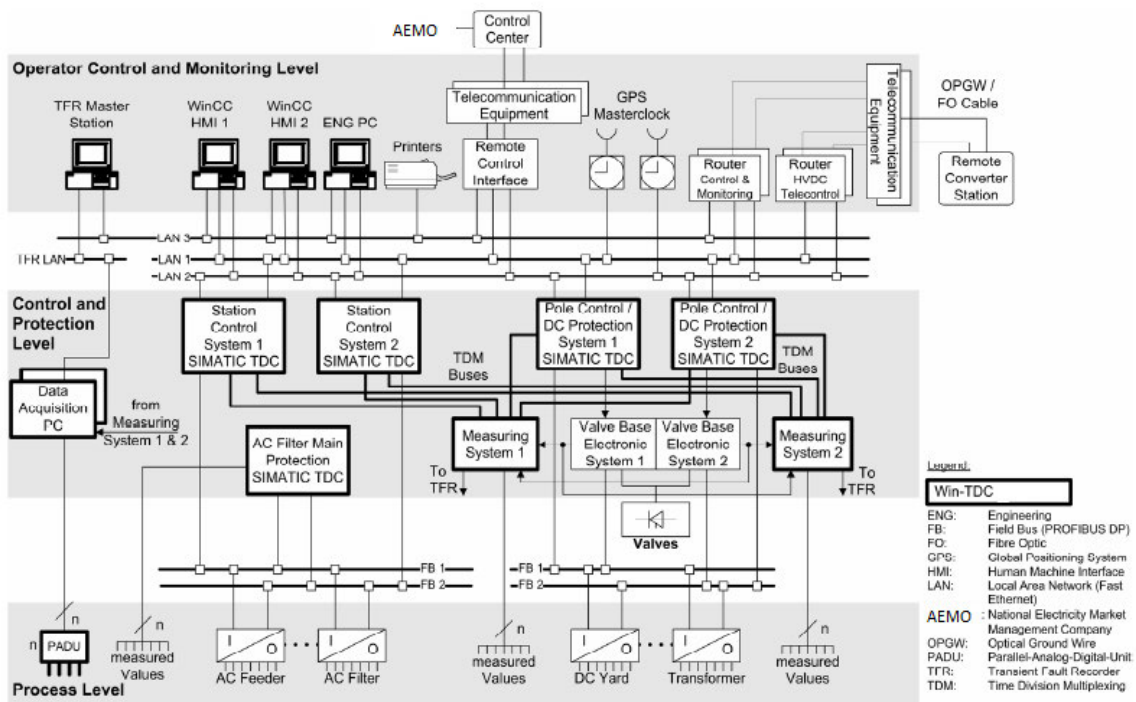 AEMO
Control
Center
Operator Control and Monitoring Level
TFR Master
Station
WinCC
HMI 1
WinCC
HMI 2
ENG PC
Printers
Telecommunication
Equipment
Remote
Control
Interface
GPS
Masterclock
Router
Control &
Monitoring
Router
HVDC
Telecontrol
Telecommunication
Equipment
OPGW /
FO Cable
Remote
Converter
Station
LAN 3
TFR LAN
LAN 1
LAN 2
Control and
Protection
Level
Station
Control
System 1
SIMATIC TDC
Station
Control
System 2
SIMATIC TDC
Pole Control /
DC Protection
System 1
SIMATIC TDC
Pole Control /
DC Protection
System 2
SIMATIC TDC
TDM
Buses
TDM
Buses
Data
Acquisition
PC
from
Measuring
System 1 & 2
AC Filter Main
Protection
SIMATIC TDC
Measuring
System 1
Valve Base
Electronic
System 1
Valve Base
Electronic
System 2
Measuring
System 2
To
TFR
To
TFR
Valves
FB 1
FB 2
FB 1
FB 2
n
n
PADU
n
measured
Values
I
O
AC Feeder
I
O
AC Filter
n
measured
Values
I
O
DC Yard
I
O
Transformer
n
measured
Values
Process Level
Legend:
Win-TDC
ENG: Engineering
FB: Field Bus (PROFIBUS DP)
FO: Fibre Optic
GPS: Global Positioning System
HMI: Human Machine Interface
LAN: Local Area Network (Fast
Ethernet)
AEMO : National Electricity Market
Management Company
OPGW: Optical Ground Wire
PADU: Parallel-Analog-Digital-Unit
TFR: Transient Fault Recorder
TDM: Time Division Multiplexing